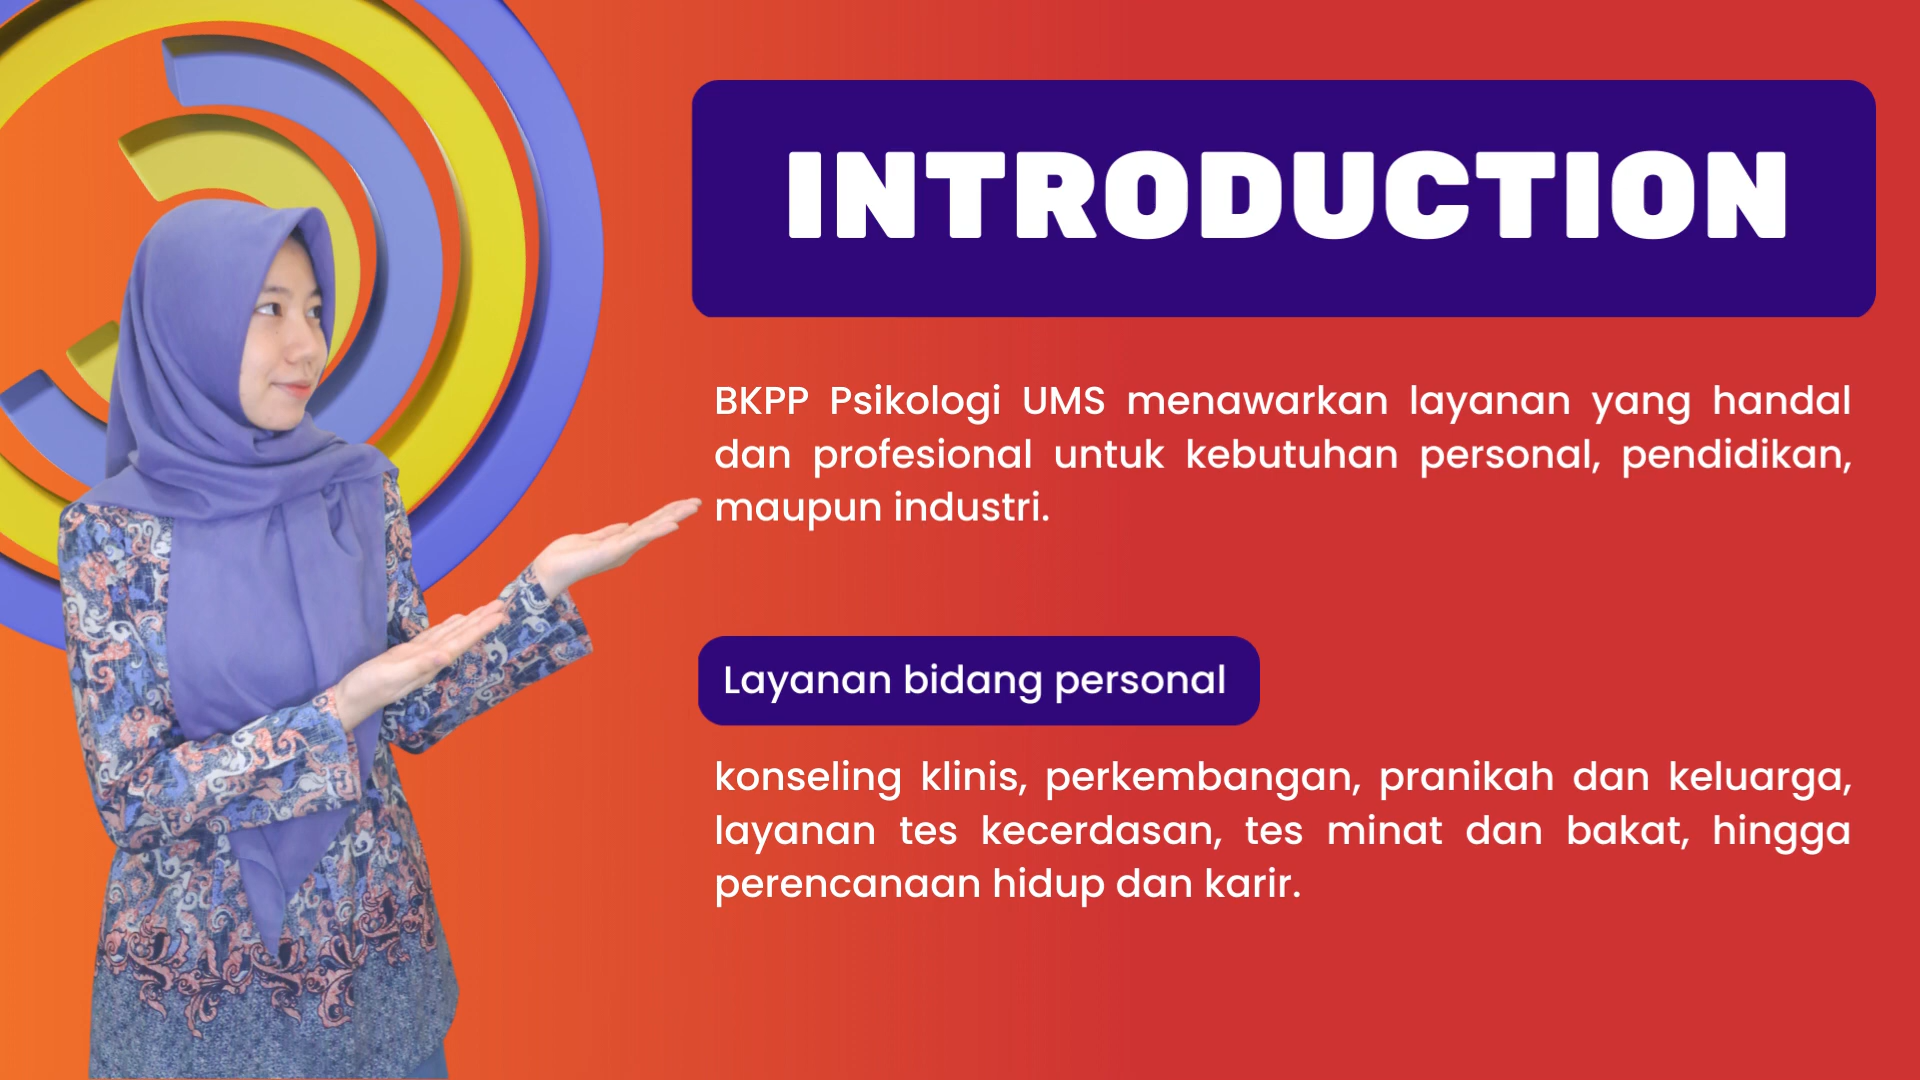 INTRODUCTION
BKPP Psikologi UMS menawarkan layanan yang handal
dan profesional untuk kebutuhan personal, pendidikan,
maupun industri.
Layanan bidang personal
konseling klinis, perkembangan, pranikah dan keluarga,
layanan tes kecerdasan, tes minat dan bakat, hingga
perencanaan hidup dan karir.